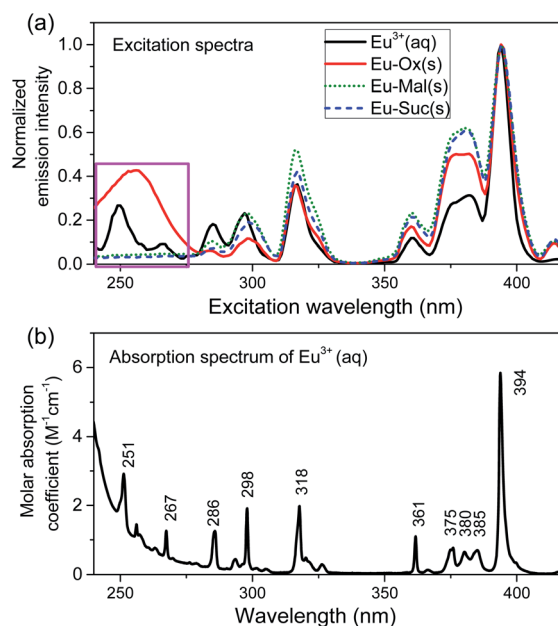 (a)
Excitation spectra
Eu³⁺(aq)
Eu-Ox(s)
Eu-Mal(s)
Eu-Suc(s)
Normalized
emission intensity
1.0
0.8
0.6
0.4
0.2
0.0
250 300 350 400
Excitation wavelength (nm)
(b)
Absorption spectrum of Eu³⁺(aq)
Molar absorption
coefficient (M⁻¹cm⁻¹)
6
4
2
0
251
267
286
298
318
361
375
380
385
394
250 300 350 400
Wavelength (nm)